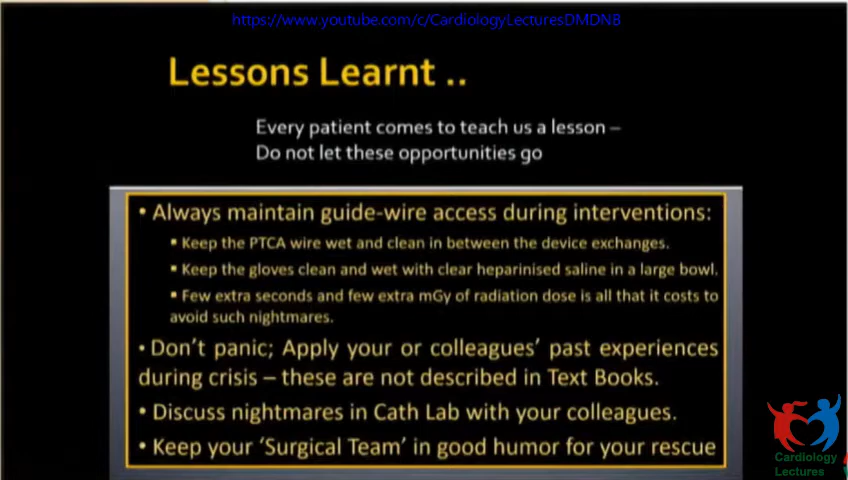 https://www.youtube.com/c/CardiologyLecturesDMDNB
Lessons Learnt ..
Every patient comes to teach us a lesson –
Do not let these opportunities go
• Always maintain guide-wire access during interventions:
▪ Keep the PTCA wire wet and clean in between the device exchanges.
▪ Keep the gloves clean and wet with clear heparinised saline in a large bowl.
▪ Few extra seconds and few extra mGy of radiation dose is all that it costs to
avoid such nightmares.
• Don't panic; Apply your or colleagues' past experiences
during crisis – these are not described in Text Books.
• Discuss nightmares in Cath Lab with your colleagues.
• Keep your 'Surgical Team' in good humor for your rescue
Cardiology
Lectures